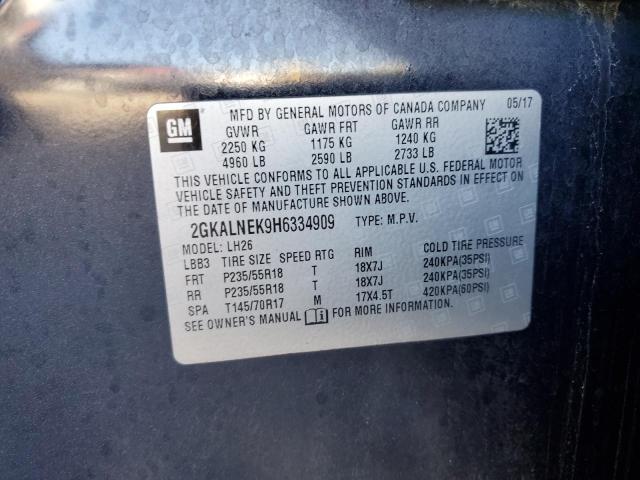 GM
MFD BY GENERAL MOTORS OF CANADA COMPANY 05/17
GVWR GAWR FRT GAWR RR
2250 KG 1175 KG 1240 KG
4960 LB 2590 LB 2733 LB
THIS VEHICLE CONFORMS TO ALL APPLICABLE U.S. FEDERAL MOTOR
VEHICLE SAFETY AND THEFT PREVENTION STANDARDS IN EFFECT ON
THE DATE OF MANUFACTURE SHOWN ABOVE.
2GKALNEK9H6334909 TYPE: M.P.V.
MODEL: LH26
LBB3 TIRE SIZE SPEED RTG RIM COLD TIRE PRESSURE
FRT P235/55R18 T 18X7J 240KPA(35PSI)
RR P235/55R18 T 18X7J 240KPA(35PSI)
SPA T145/70R17 M 17X4.5T 420KPA(60PSI)
SEE OWNER'S MANUAL FOR MORE INFORMATION.